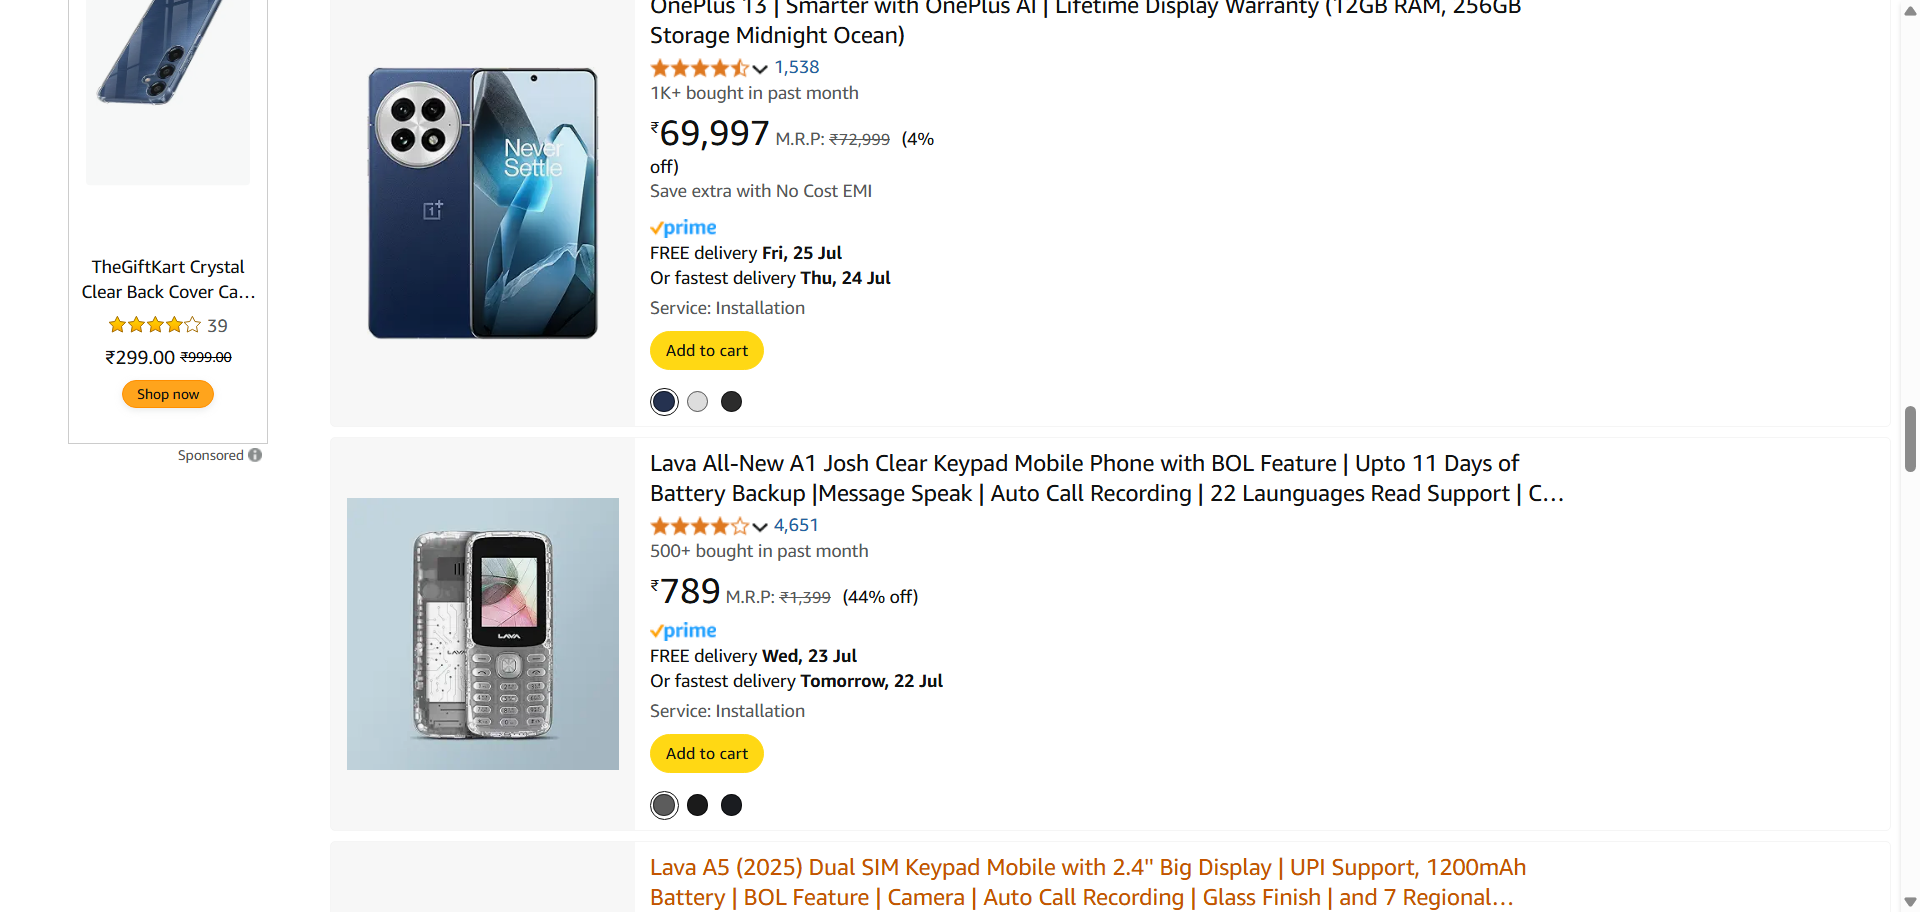 TheGiftKart Crystal
Clear Back Cover Ca...
39
₹299.00 ₹999.00
Shop now
Sponsored
OnePlus 13 | Smarter with OnePlus AI | Lifetime Display Warranty (12GB RAM, 256GB
Storage Midnight Ocean)
1,538
1K+ bought in past month
₹69,997 M.R.P: ₹72,999 (4%
off)
Save extra with No Cost EMI
prime
FREE delivery Fri, 25 Jul
Or fastest delivery Thu, 24 Jul
Service: Installation
Add to cart
Never
Settle
Lava All-New A1 Josh Clear Keypad Mobile Phone with BOL Feature | Upto 11 Days of
Battery Backup |Message Speak | Auto Call Recording | 22 Launguages Read Support | C...
4,651
500+ bought in past month
₹789 M.R.P: ₹1,399 (44% off)
prime
FREE delivery Wed, 23 Jul
Or fastest delivery Tomorrow, 22 Jul
Service: Installation
Add to cart
LAVA
Lava A5 (2025) Dual SIM Keypad Mobile with 2.4" Big Display | UPI Support, 1200mAh
Battery | BOL Feature | Camera | Auto Call Recording | Glass Finish | and 7 Regional...